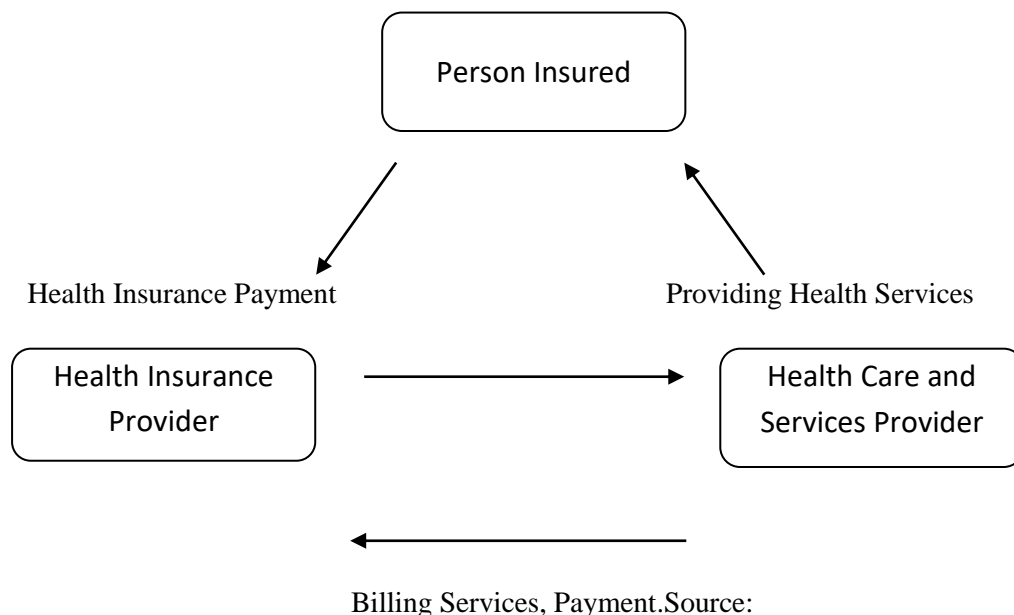 Person Insured
Health Insurance Payment
Providing Health Services
Health Insurance
Provider
Health Care and
Services Provider
Billing Services, Payment.Source: